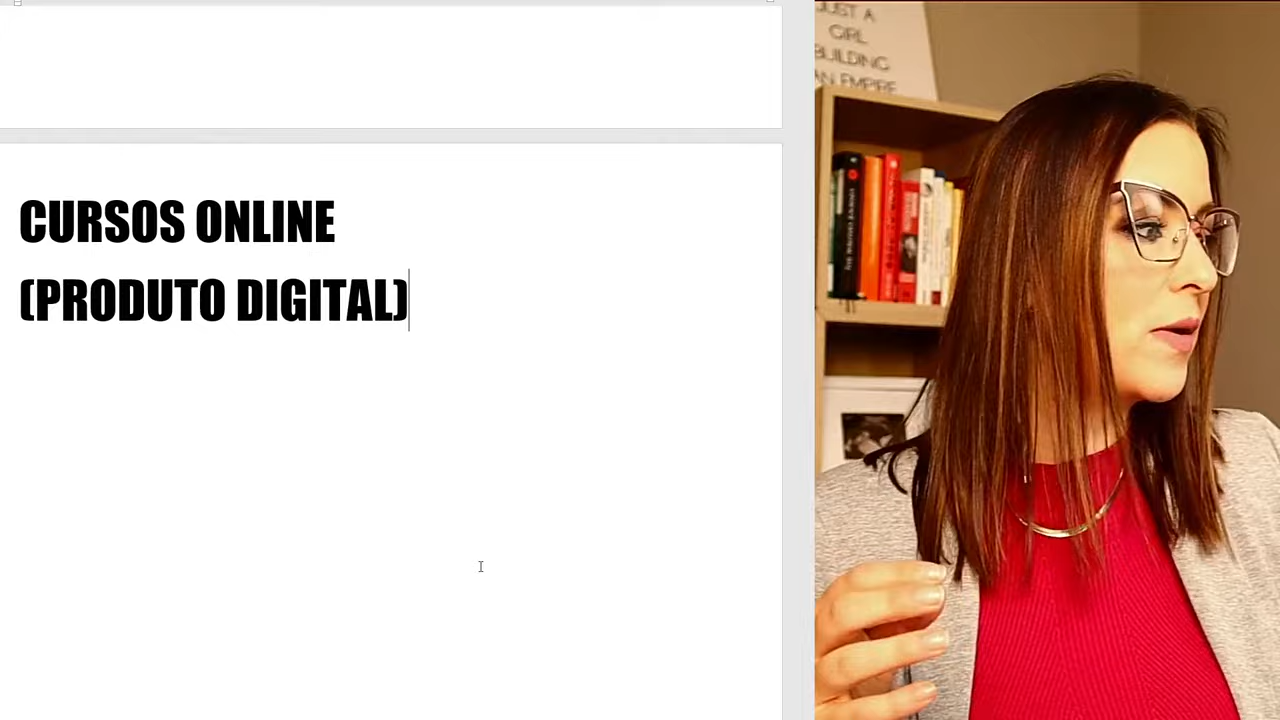 CURSOS ONLINE
(PRODUTO DIGITAL)
JUST A
GIRL
BUILDING
AN EMPIRE